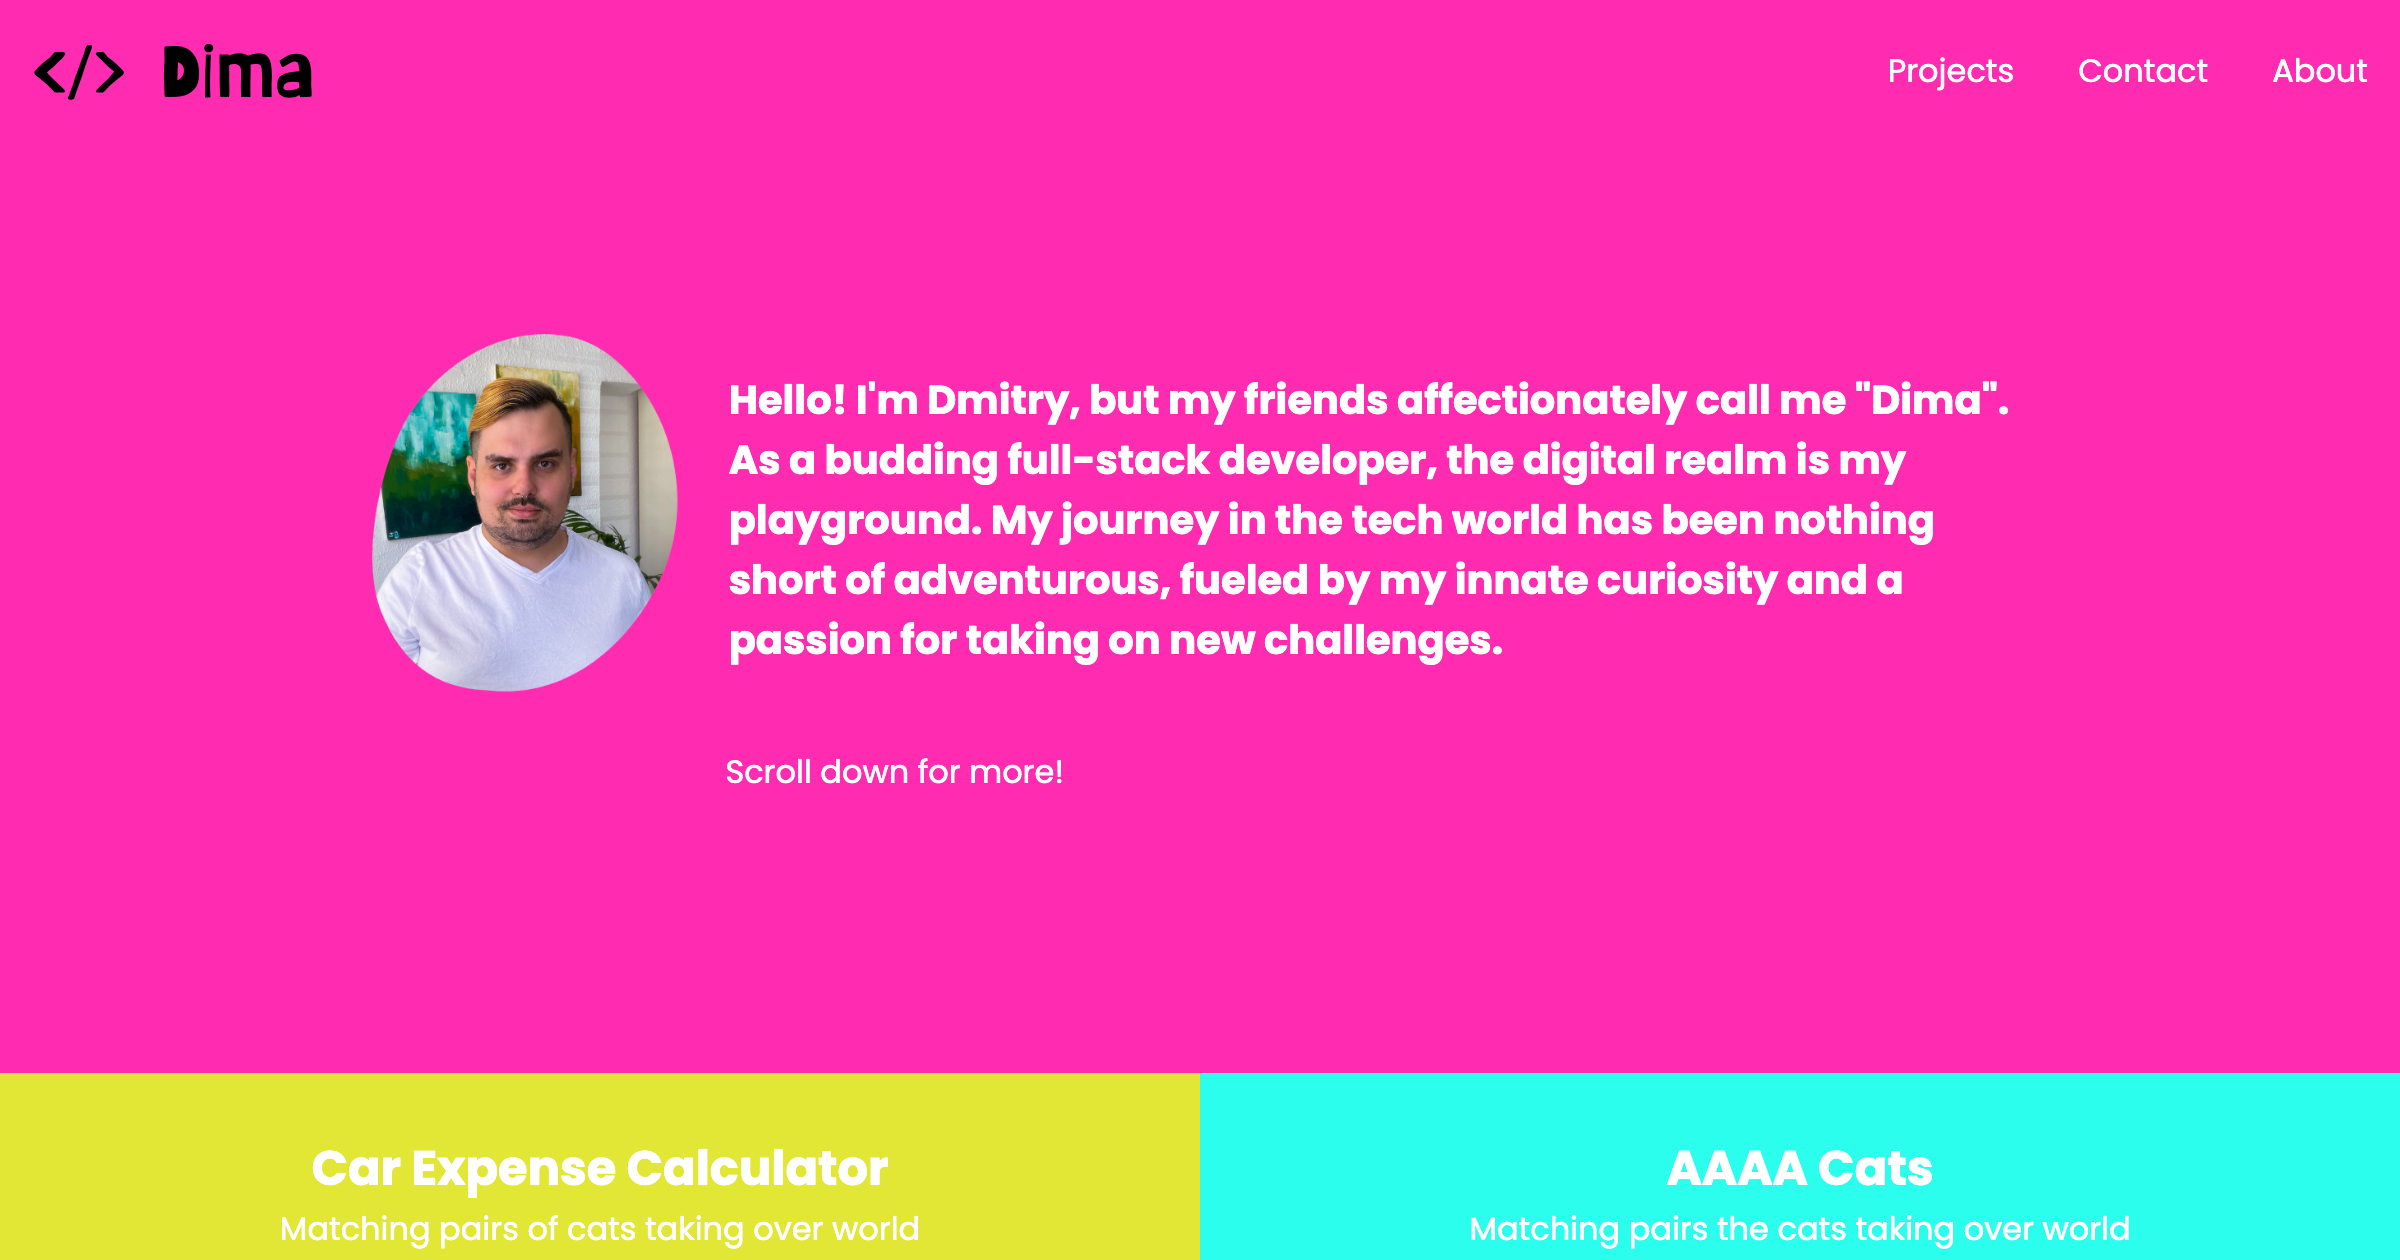 </> Dima
Projects Contact About
Hello! I'm Dmitry, but my friends affectionately call me "Dima".
As a budding full-stack developer, the digital realm is my
playground. My journey in the tech world has been nothing
short of adventurous, fueled by my innate curiosity and a
passion for taking on new challenges.
Scroll down for more!
Car Expense Calculator
Matching pairs of cats taking over world
AAAA Cats
Matching pairs the cats taking over world